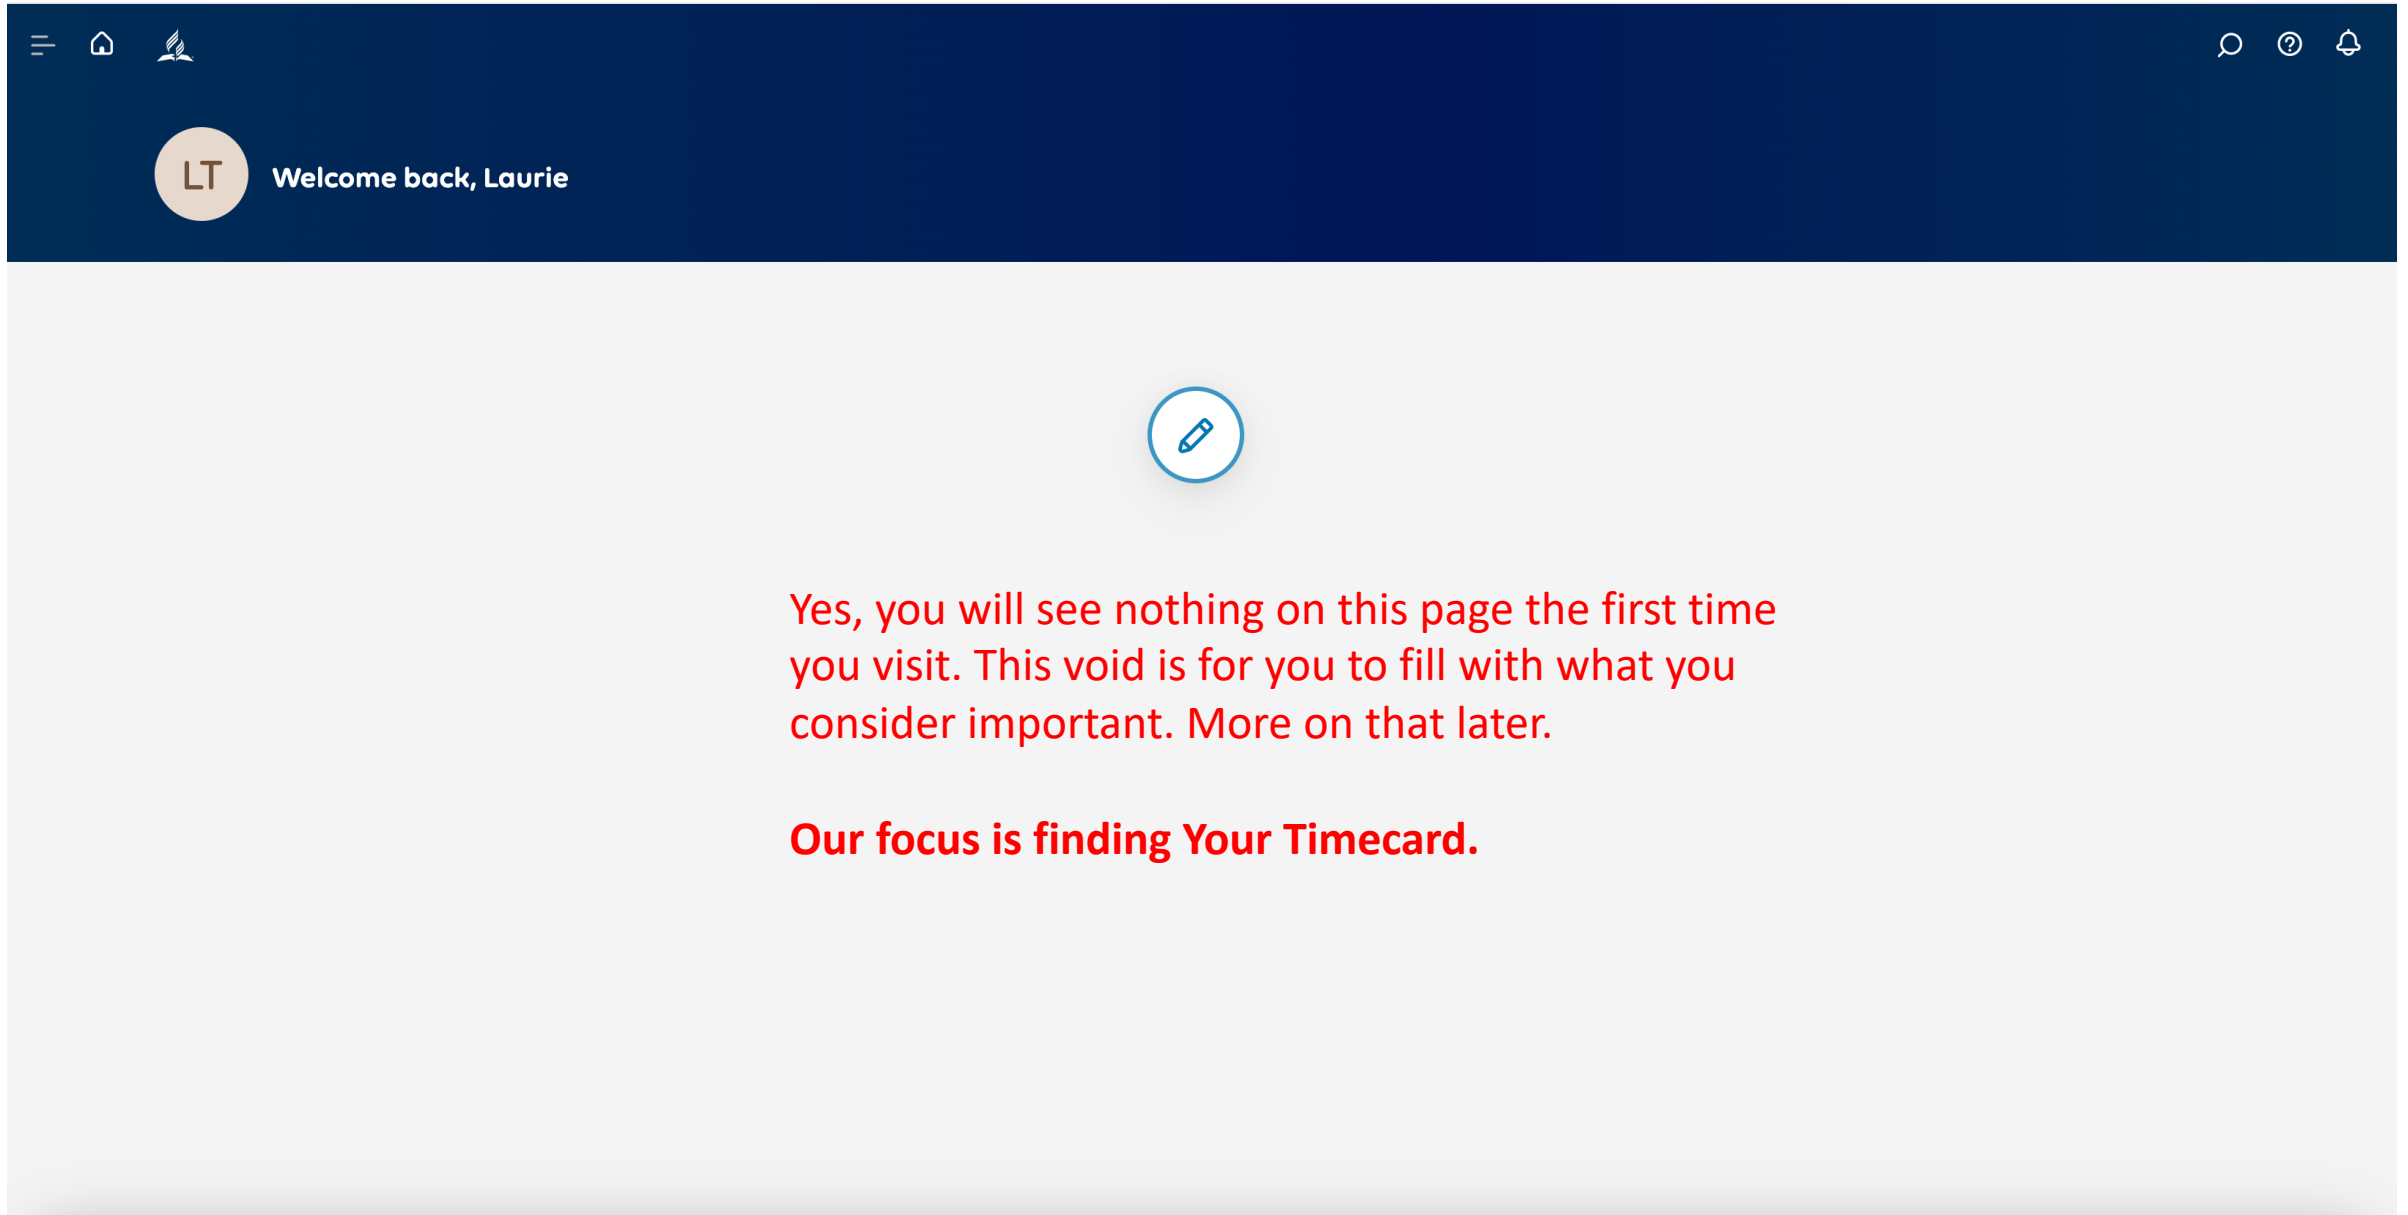 LT
Welcome back, Laurie
Yes, you will see nothing on this page the first time
you visit. This void is for you to fill with what you
consider important. More on that later.
Our focus is finding Your Timecard.